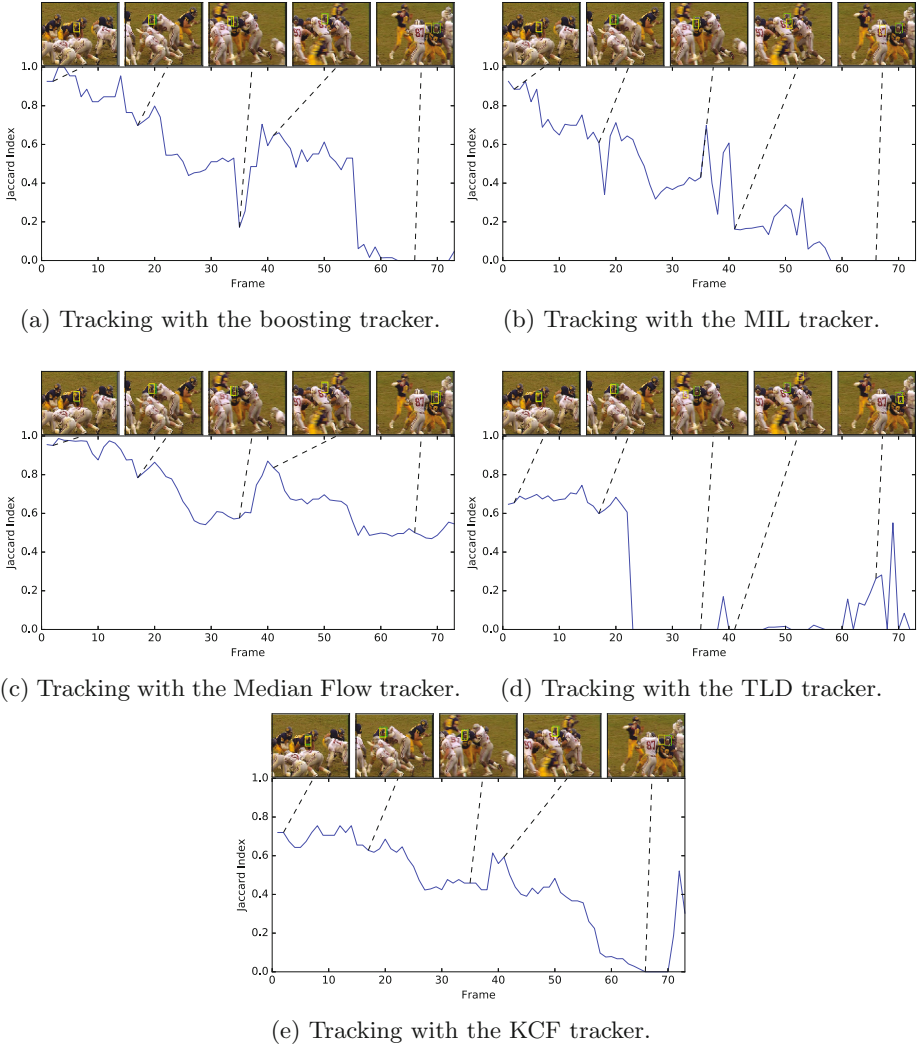 1.0
0.8
0.6
0.4
0.2
0.0
Jaccard Index
0 10 20 30 40 50 60 70
Frame
(a) Tracking with the boosting tracker.
1.0
0.8
0.6
0.4
0.2
0.0
Jaccard Index
0 10 20 30 40 50 60 70
Frame
(b) Tracking with the MIL tracker.
1.0
0.8
0.6
0.4
0.2
0.0
Jaccard Index
0 10 20 30 40 50 60 70
Frame
(c) Tracking with the Median Flow tracker.
1.0
0.8
0.6
0.4
0.2
0.0
Jaccard Index
0 10 20 30 40 50 60 70
Frame
(d) Tracking with the TLD tracker.
1.0
0.8
0.6
0.4
0.2
0.0
Jaccard Index
0 10 20 30 40 50 60 70
Frame
(e) Tracking with the KCF tracker.